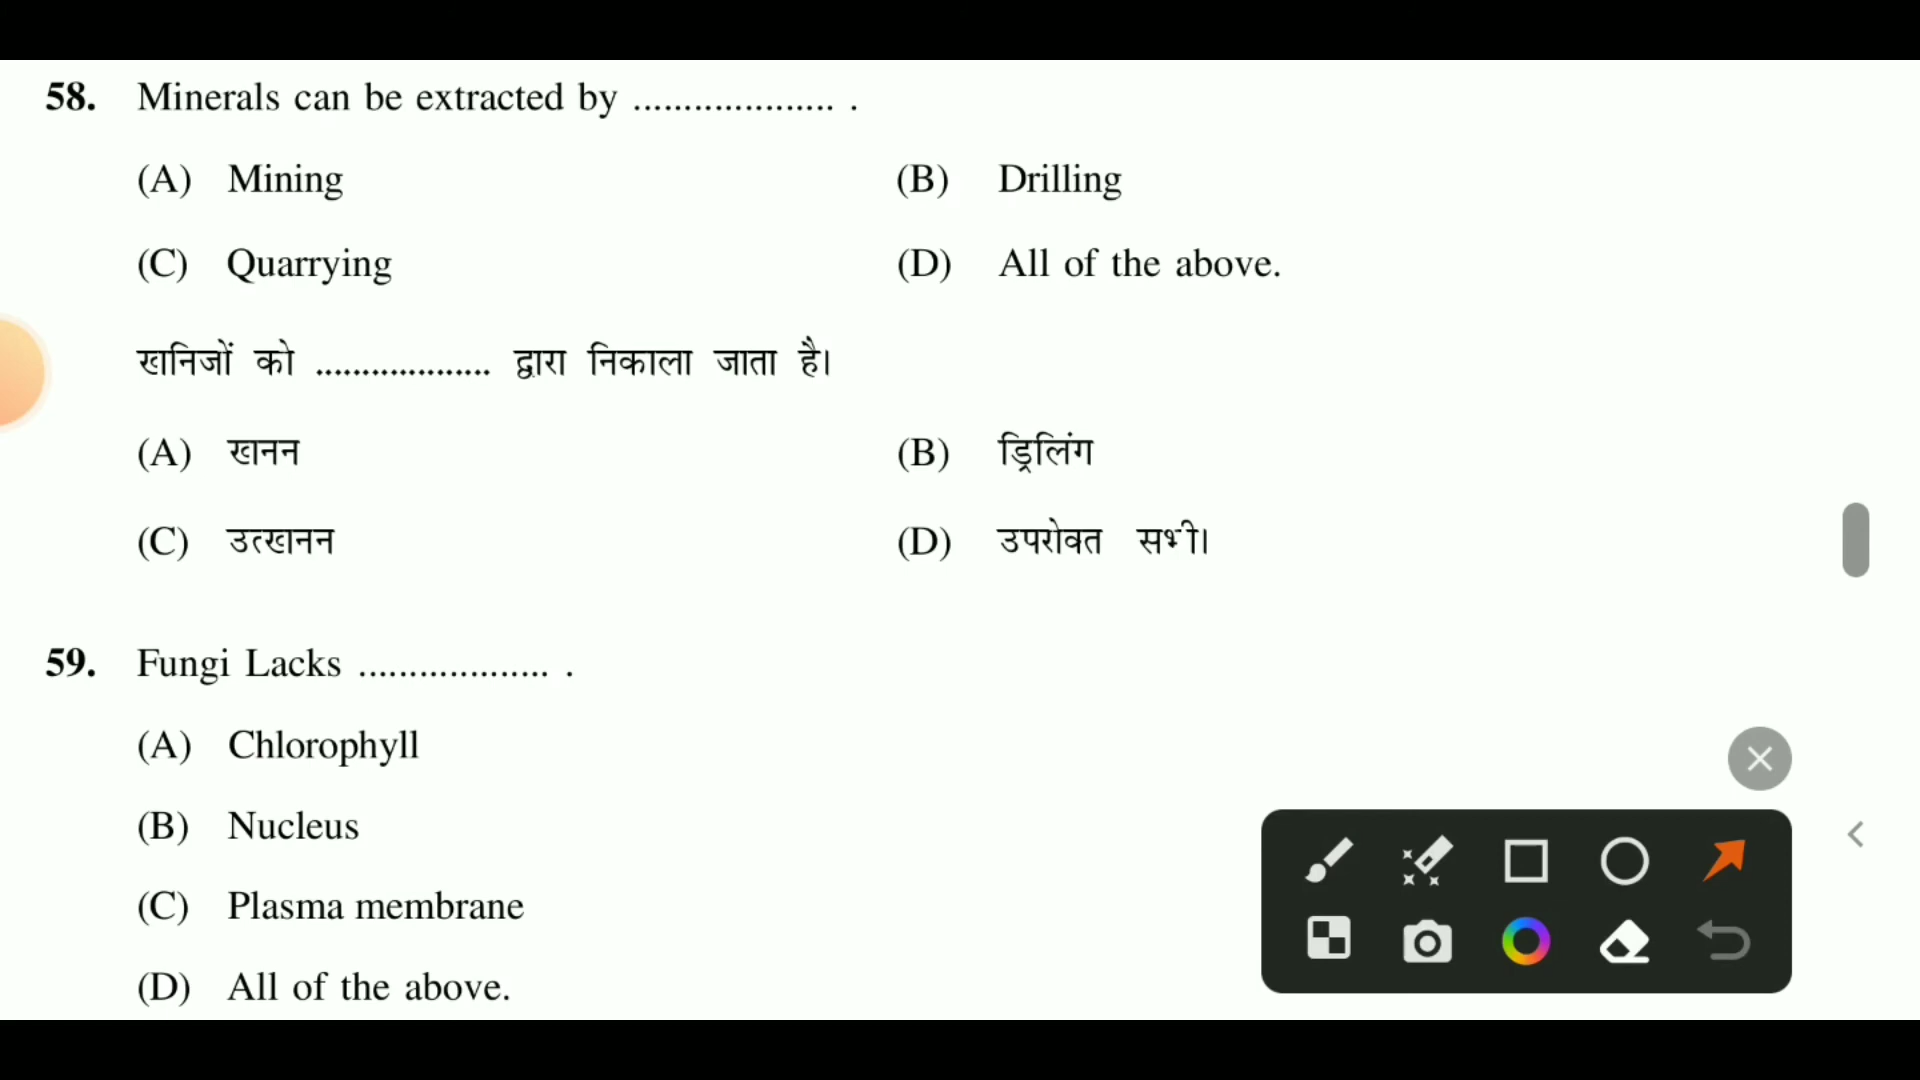 58. Minerals can be extracted by .................... .
(A) Mining (B) Drilling
(C) Quarrying (D) All of the above.
खनिजों को ................... द्वारा निकाला जाता है।
(A) खनन (B) ड्रिलिंग
(C) उत्खनन (D) उपरोक्त सभी।
59. Fungi Lacks ................... .
(A) Chlorophyll
(B) Nucleus
(C) Plasma membrane
(D) All of the above.